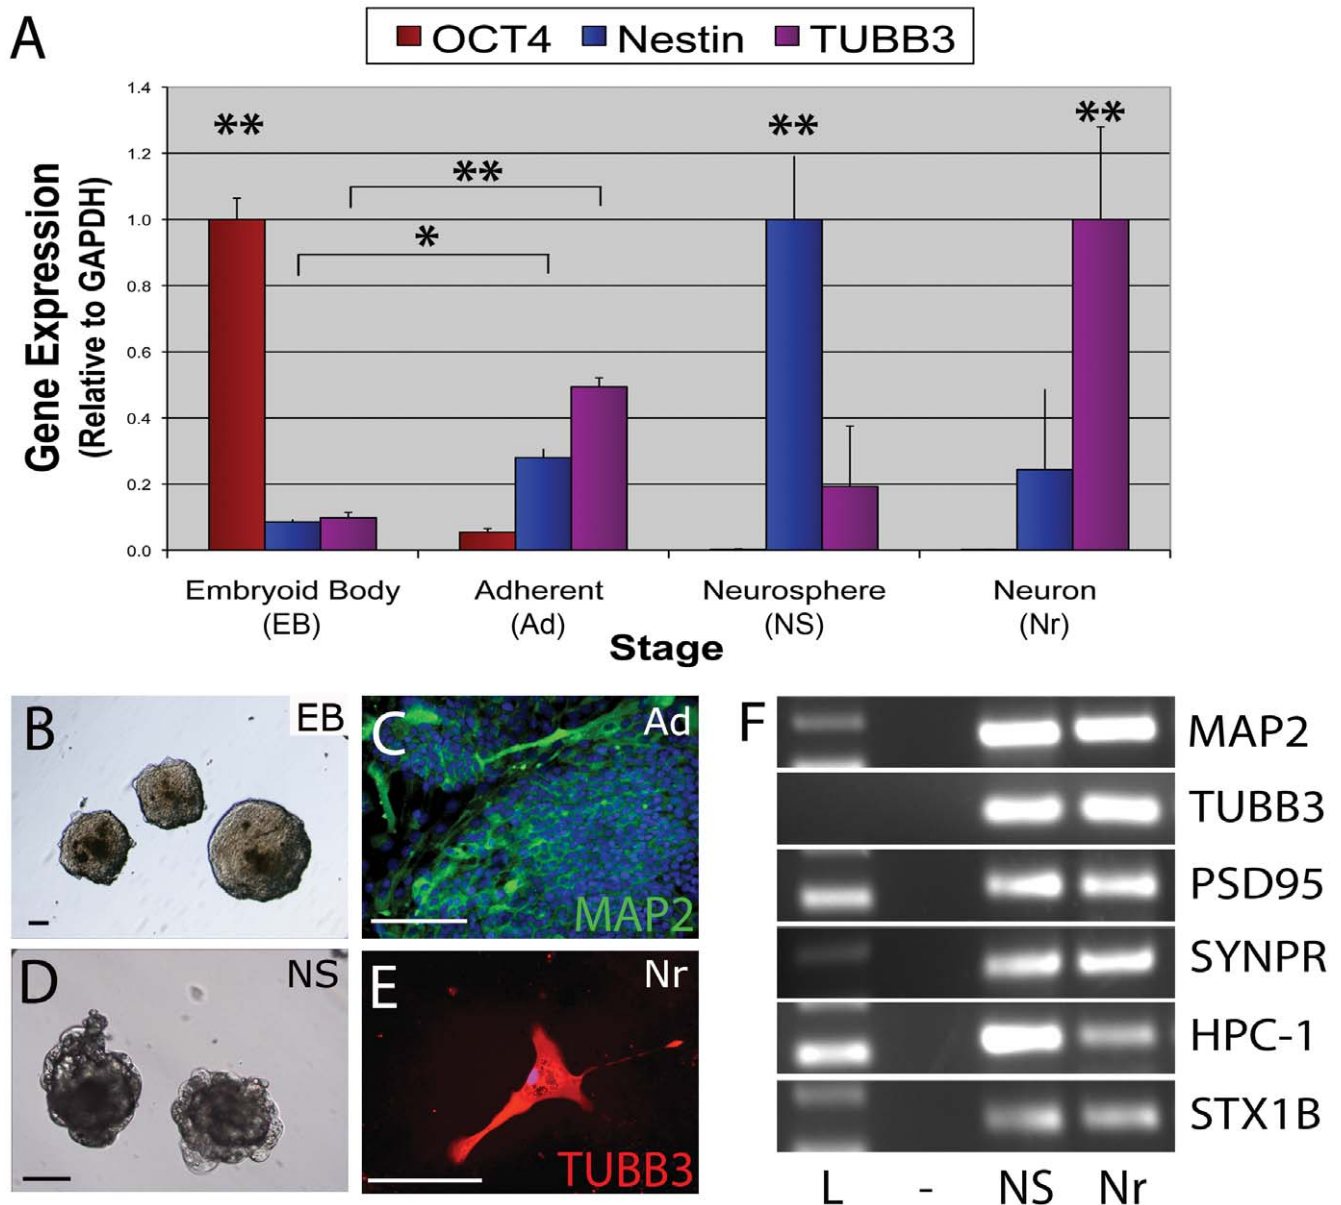 A
OCT4 Nestin TUBB3
1.4
1.2
1.0
0.8
0.6
0.4
0.2
0.0
Gene Expression
(Relative to GAPDH)
**
**
*
**
**
Embryoid Body
(EB)
Adherent
(Ad)
Neurosphere
(NS)
Neuron
(Nr)
Stage
B
EB
C
Ad
MAP2
D
NS
E
Nr
TUBB3
F
MAP2
TUBB3
PSD95
SYNPR
HPC-1
STX1B
L - NS Nr